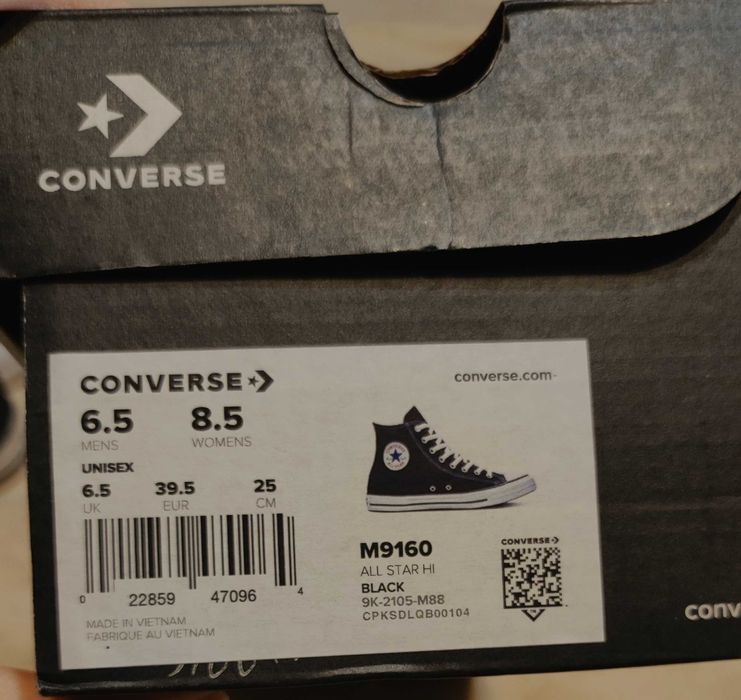 CONVERSE
CONVERSE
converse.com
6.5 8.5
MENS WOMENS
UNISEX
6.5 39.5 25
UK EUR CM
0 22859 47096 4
MADE IN VIETNAM
FABRIQUE AU VIETNAM
M9160
ALL STAR HI
BLACK
9K-2105-M88
CPKSDLQB00104
CONVERSE
conv